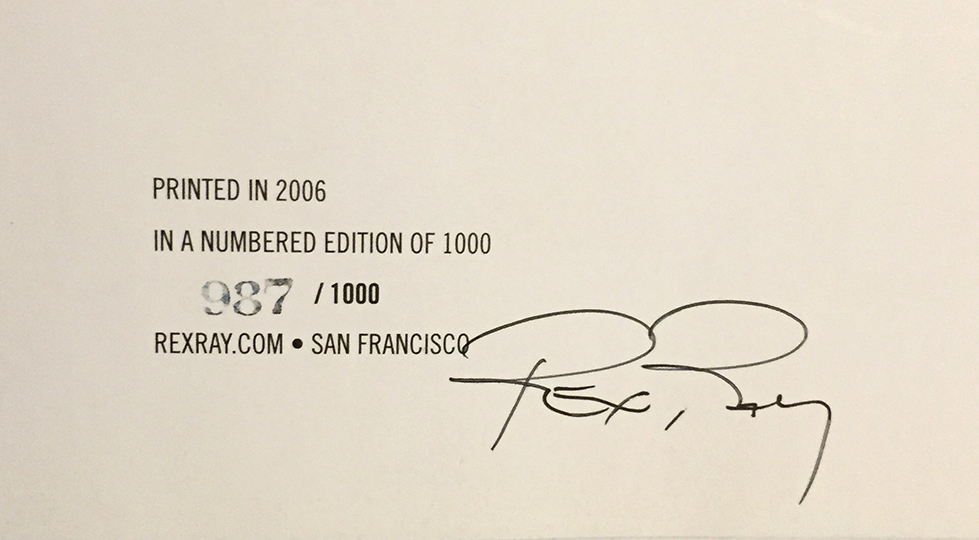 PRINTED IN 2006
IN A NUMBERED EDITION OF 1000
987 / 1000
REXRAY.COM • SAN FRANCISCO
Rex Ray